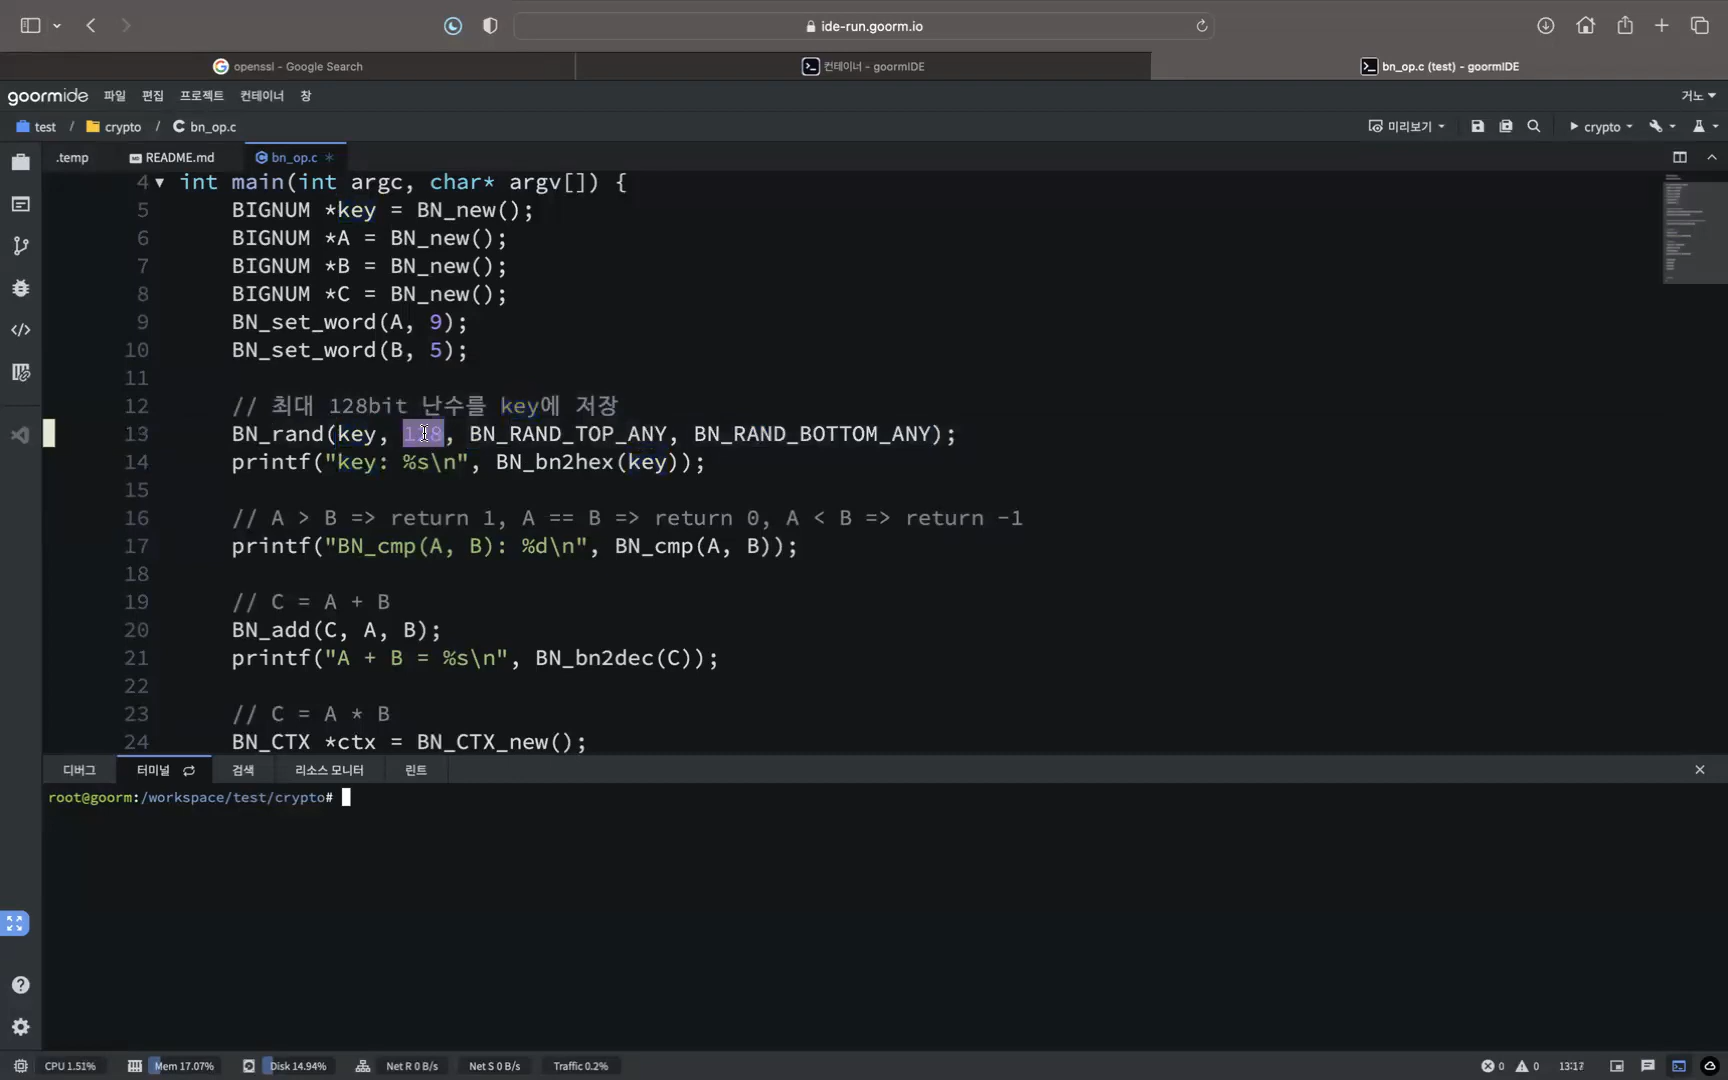 ide-run.goorm.io
openssl - Google Search
컨테이너 - goormIDE
bn_op.c (test) - goormIDE
goormide 파일 편집 프로젝트 컨테이너 창 거노
test / crypto / bn_op.c 미리보기 crypto
.temp README.md bn_op.c *
4 int main(int argc, char* argv[]) {
5 BIGNUM *key = BN_new();
6 BIGNUM *A = BN_new();
7 BIGNUM *B = BN_new();
8 BIGNUM *C = BN_new();
9 BN_set_word(A, 9);
10 BN_set_word(B, 5);
11
12 // 최대 128bit 난수를 key에 저장
13 BN_rand(key, 128, BN_RAND_TOP_ANY, BN_RAND_BOTTOM_ANY);
14 printf("key: %s\n", BN_bn2hex(key));
15
16 // A > B => return 1, A == B => return 0, A < B => return -1
17 printf("BN_cmp(A, B): %d\n", BN_cmp(A, B));
18
19 // C = A + B
20 BN_add(C, A, B);
21 printf("A + B = %s\n", BN_bn2dec(C));
22
23 // C = A * B
24 BN_CTX *ctx = BN_CTX_new();
디버그 터미널 검색 리소스 모니터 린트
root@goorm:/workspace/test/crypto#
CPU 1.51% Mem 17.07% Disk 14.94% Net R 0 B/s Net S 0 B/s Traffic 0.2% 0 0 13:17